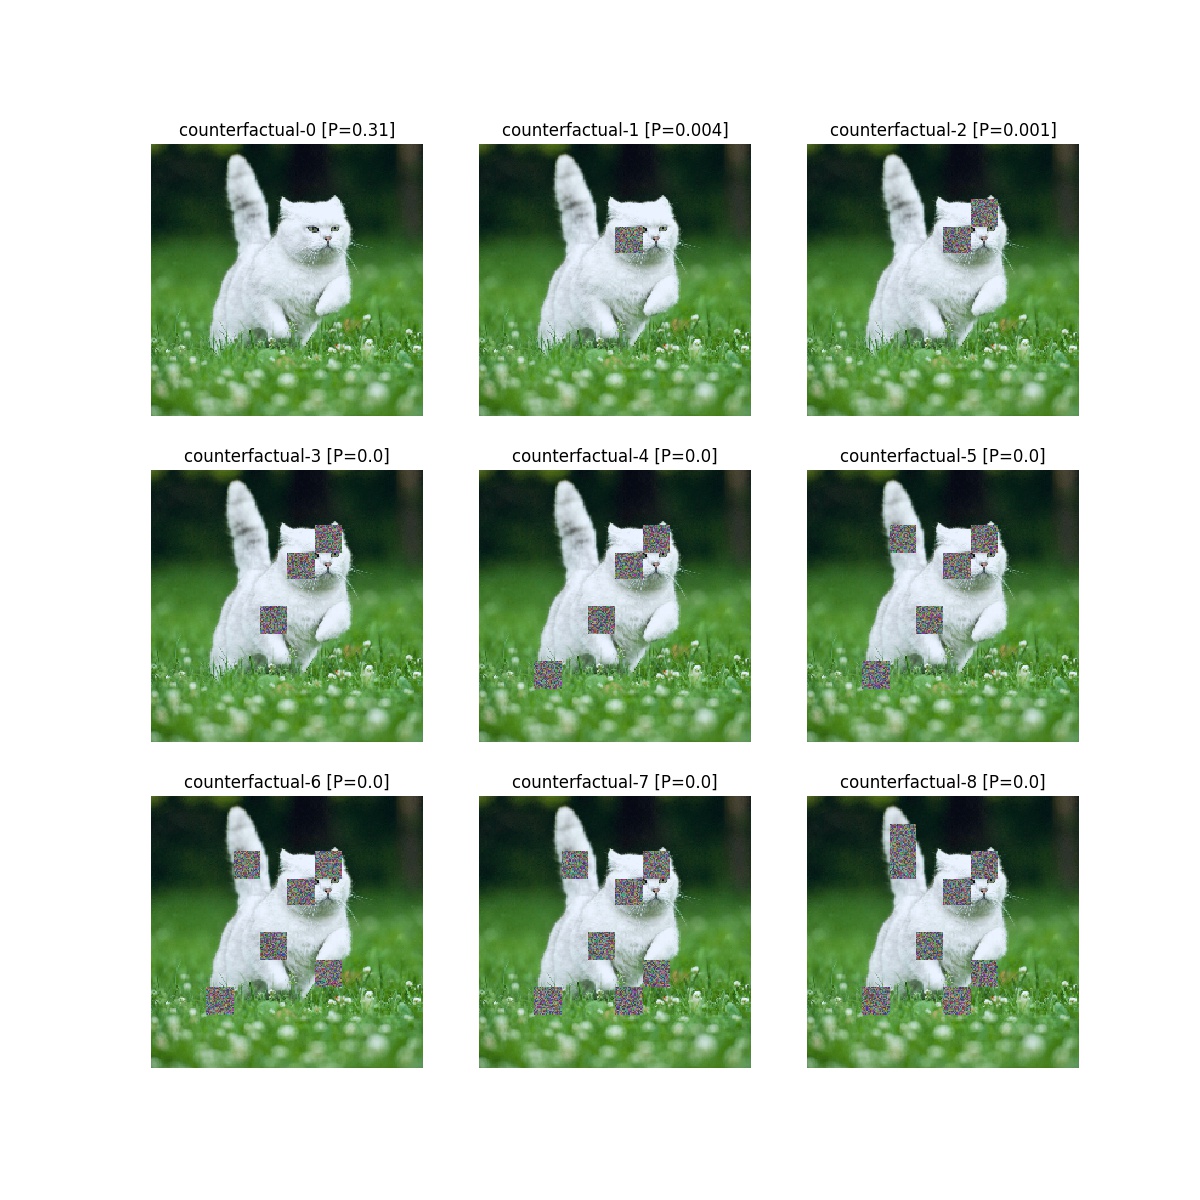 counterfactual-0 [P=0.31]
counterfactual-1 [P=0.004]
counterfactual-2 [P=0.001]
counterfactual-3 [P=0.0]
counterfactual-4 [P=0.0]
counterfactual-5 [P=0.0]
counterfactual-6 [P=0.0]
counterfactual-7 [P=0.0]
counterfactual-8 [P=0.0]